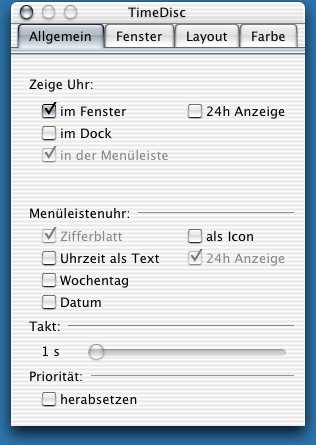 TimeDisc
Allgemein Fenster Layout Farbe
Zeige Uhr:
im Fenster 24h Anzeige
im Dock
in der Menüleiste
Menüleistenuhr:
Zifferblatt als Icon
Uhrzeit als Text 24h Anzeige
Wochentag
Datum
Takt:
1 s
Priorität:
herabsetzen